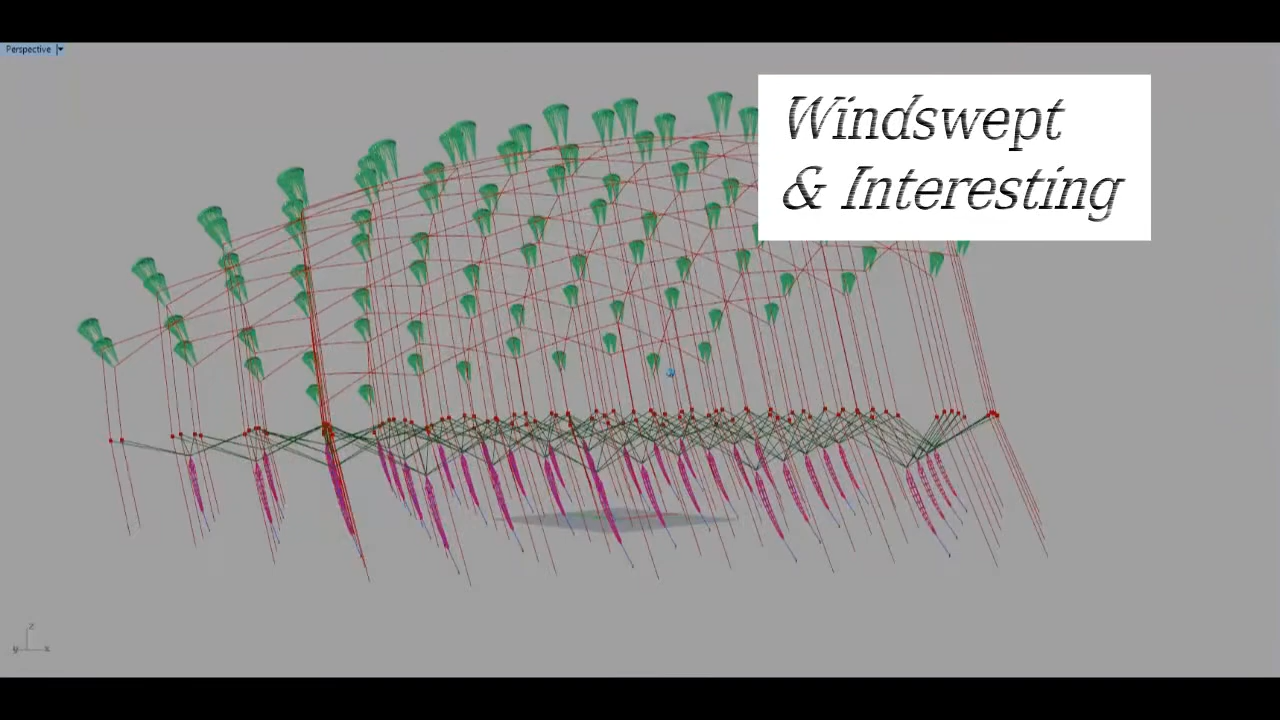 Perspective
Windswept
& Interesting
z
y
x